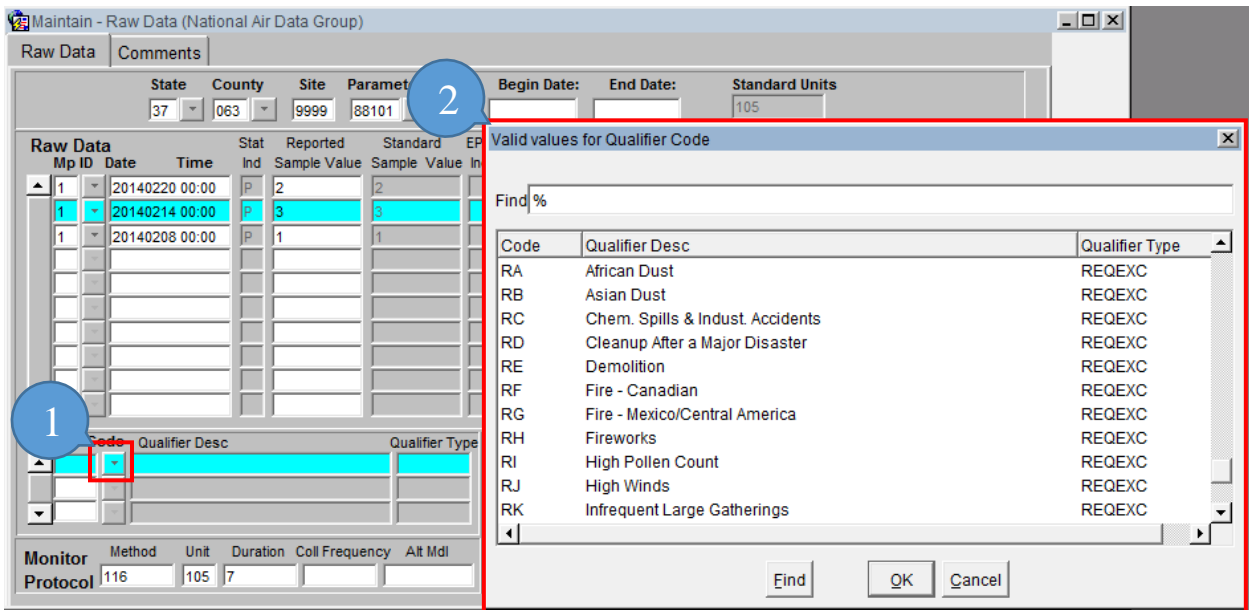 Maintain - Raw Data (National Air Data Group)
Raw Data Comments
State County Site Paramet Begin Date: End Date: Standard Units
37 063 9999 88101 105
2
Raw Data Stat Reported Standard EP
Mp ID Date Time Ind Sample Value Sample Value In
1 20140220 00:00 P 2 2
1 20140214 00:00 P 3 3
1 20140208 00:00 P 1 1
1
Code Qualifier Desc Qualifier Type
Monitor Method Unit Duration Coll Frequency Alt Mdl
Protocol 116 105 7
Valid values for Qualifier Code
Find %
Code Qualifier Desc Qualifier Type
RA African Dust REQEXC
RB Asian Dust REQEXC
RC Chem. Spills & Indust. Accidents REQEXC
RD Cleanup After a Major Disaster REQEXC
RE Demolition REQEXC
RF Fire - Canadian REQEXC
RG Fire - Mexico/Central America REQEXC
RH Fireworks REQEXC
RI High Pollen Count REQEXC
RJ High Winds REQEXC
RK Infrequent Large Gatherings REQEXC
Find OK Cancel